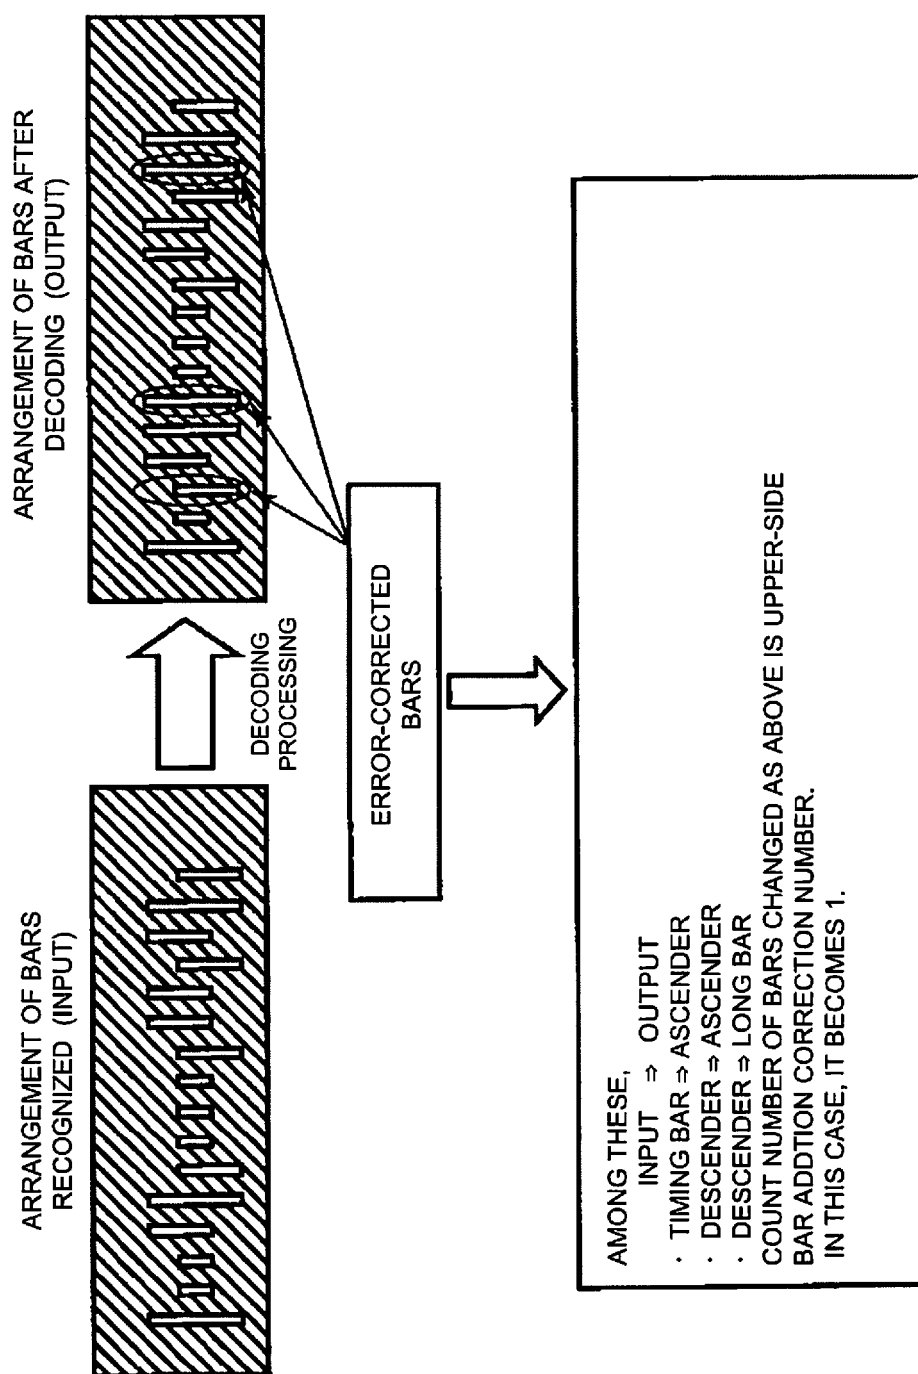 ARRANGEMENT OF BARS
RECOGNIZED (INPUT)
DECODING
PROCESSING
ARRANGEMENT OF BARS AFTER
DECODING (OUTPUT)
ERROR-CORRECTED
BARS
AMONG THESE,
INPUT ⇒ OUTPUT
· TIMING BAR ⇒ ASCENDER
· DESCENDER ⇒ ASCENDER
· DESCENDER ⇒ LONG BAR
COUNT NUMBER OF BARS CHANGED AS ABOVE IS UPPER-SIDE
BAR ADDTION CORRECTION NUMBER.
IN THIS CASE, IT BECOMES 1.